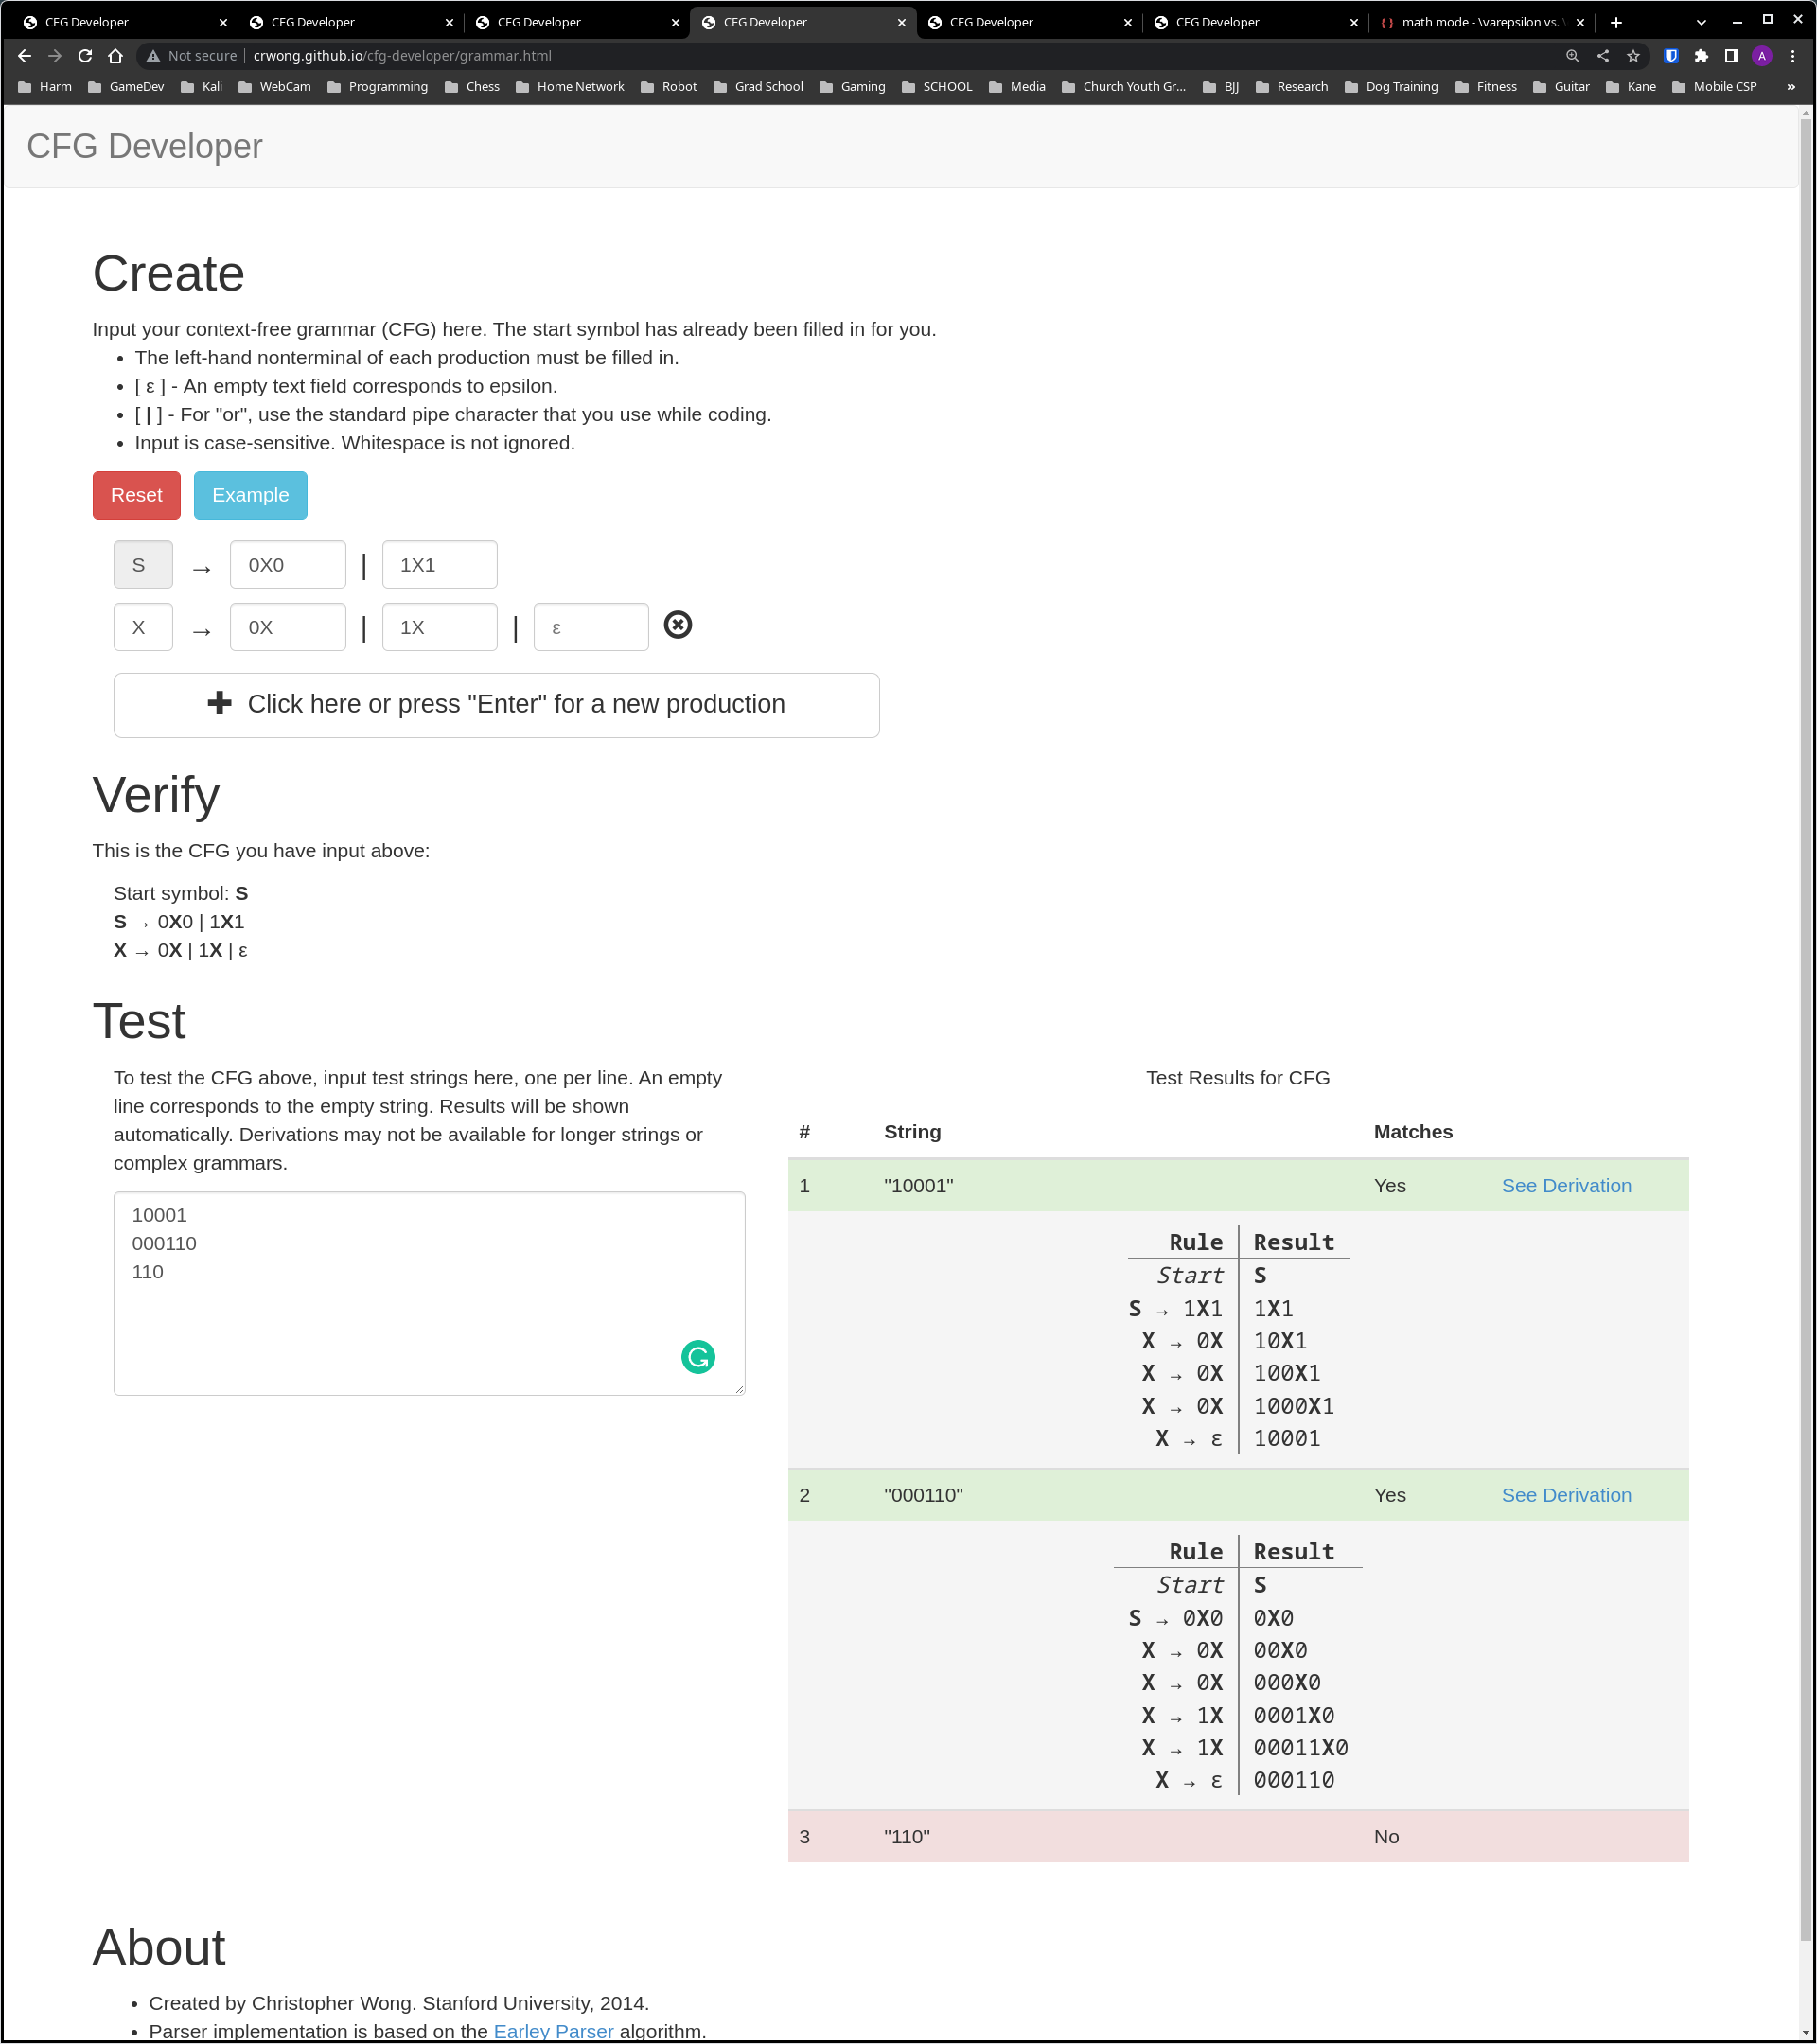 CFG Developer CFG Developer CFG Developer CFG Developer CFG Developer CFG Developer math mode - \varepsilon vs. \
Not secure crwong.github.io/cfg-developer/grammar.html A
Harm GameDev Kali WebCam Programming Chess Home Network Robot Grad School Gaming SCHOOL Media Church Youth Gr... BJJ Research Dog Training Fitness Guitar Kane Mobile CSP »
CFG Developer
Create
Input your context-free grammar (CFG) here. The start symbol has already been filled in for you.
• The left-hand nonterminal of each production must be filled in.
• [ ε ] - An empty text field corresponds to epsilon.
• [ | ] - For "or", use the standard pipe character that you use while coding.
• Input is case-sensitive. Whitespace is not ignored.
Reset Example
S → 0X0 | 1X1
X → 0X | 1X | ε
Click here or press "Enter" for a new production
Verify
This is the CFG you have input above:
Start symbol: S
S → 0X0 | 1X1
X → 0X | 1X | ε
Test
To test the CFG above, input test strings here, one per line. An empty
line corresponds to the empty string. Results will be shown
automatically. Derivations may not be available for longer strings or
complex grammars.
10001
000110
110
Test Results for CFG
# String Matches
1 "10001" Yes See Derivation
Rule Result
Start S
S → 1X1 1X1
X → 0X 10X1
X → 0X 100X1
X → 0X 1000X1
X → ε 10001
2 "000110" Yes See Derivation
Rule Result
Start S
S → 0X0 0X0
X → 0X 00X0
X → 0X 000X0
X → 1X 0001X0
X → 1X 00011X0
X → ε 000110
3 "110" No
About
• Created by Christopher Wong. Stanford University, 2014.
• Parser implementation is based on the Earley Parser algorithm.